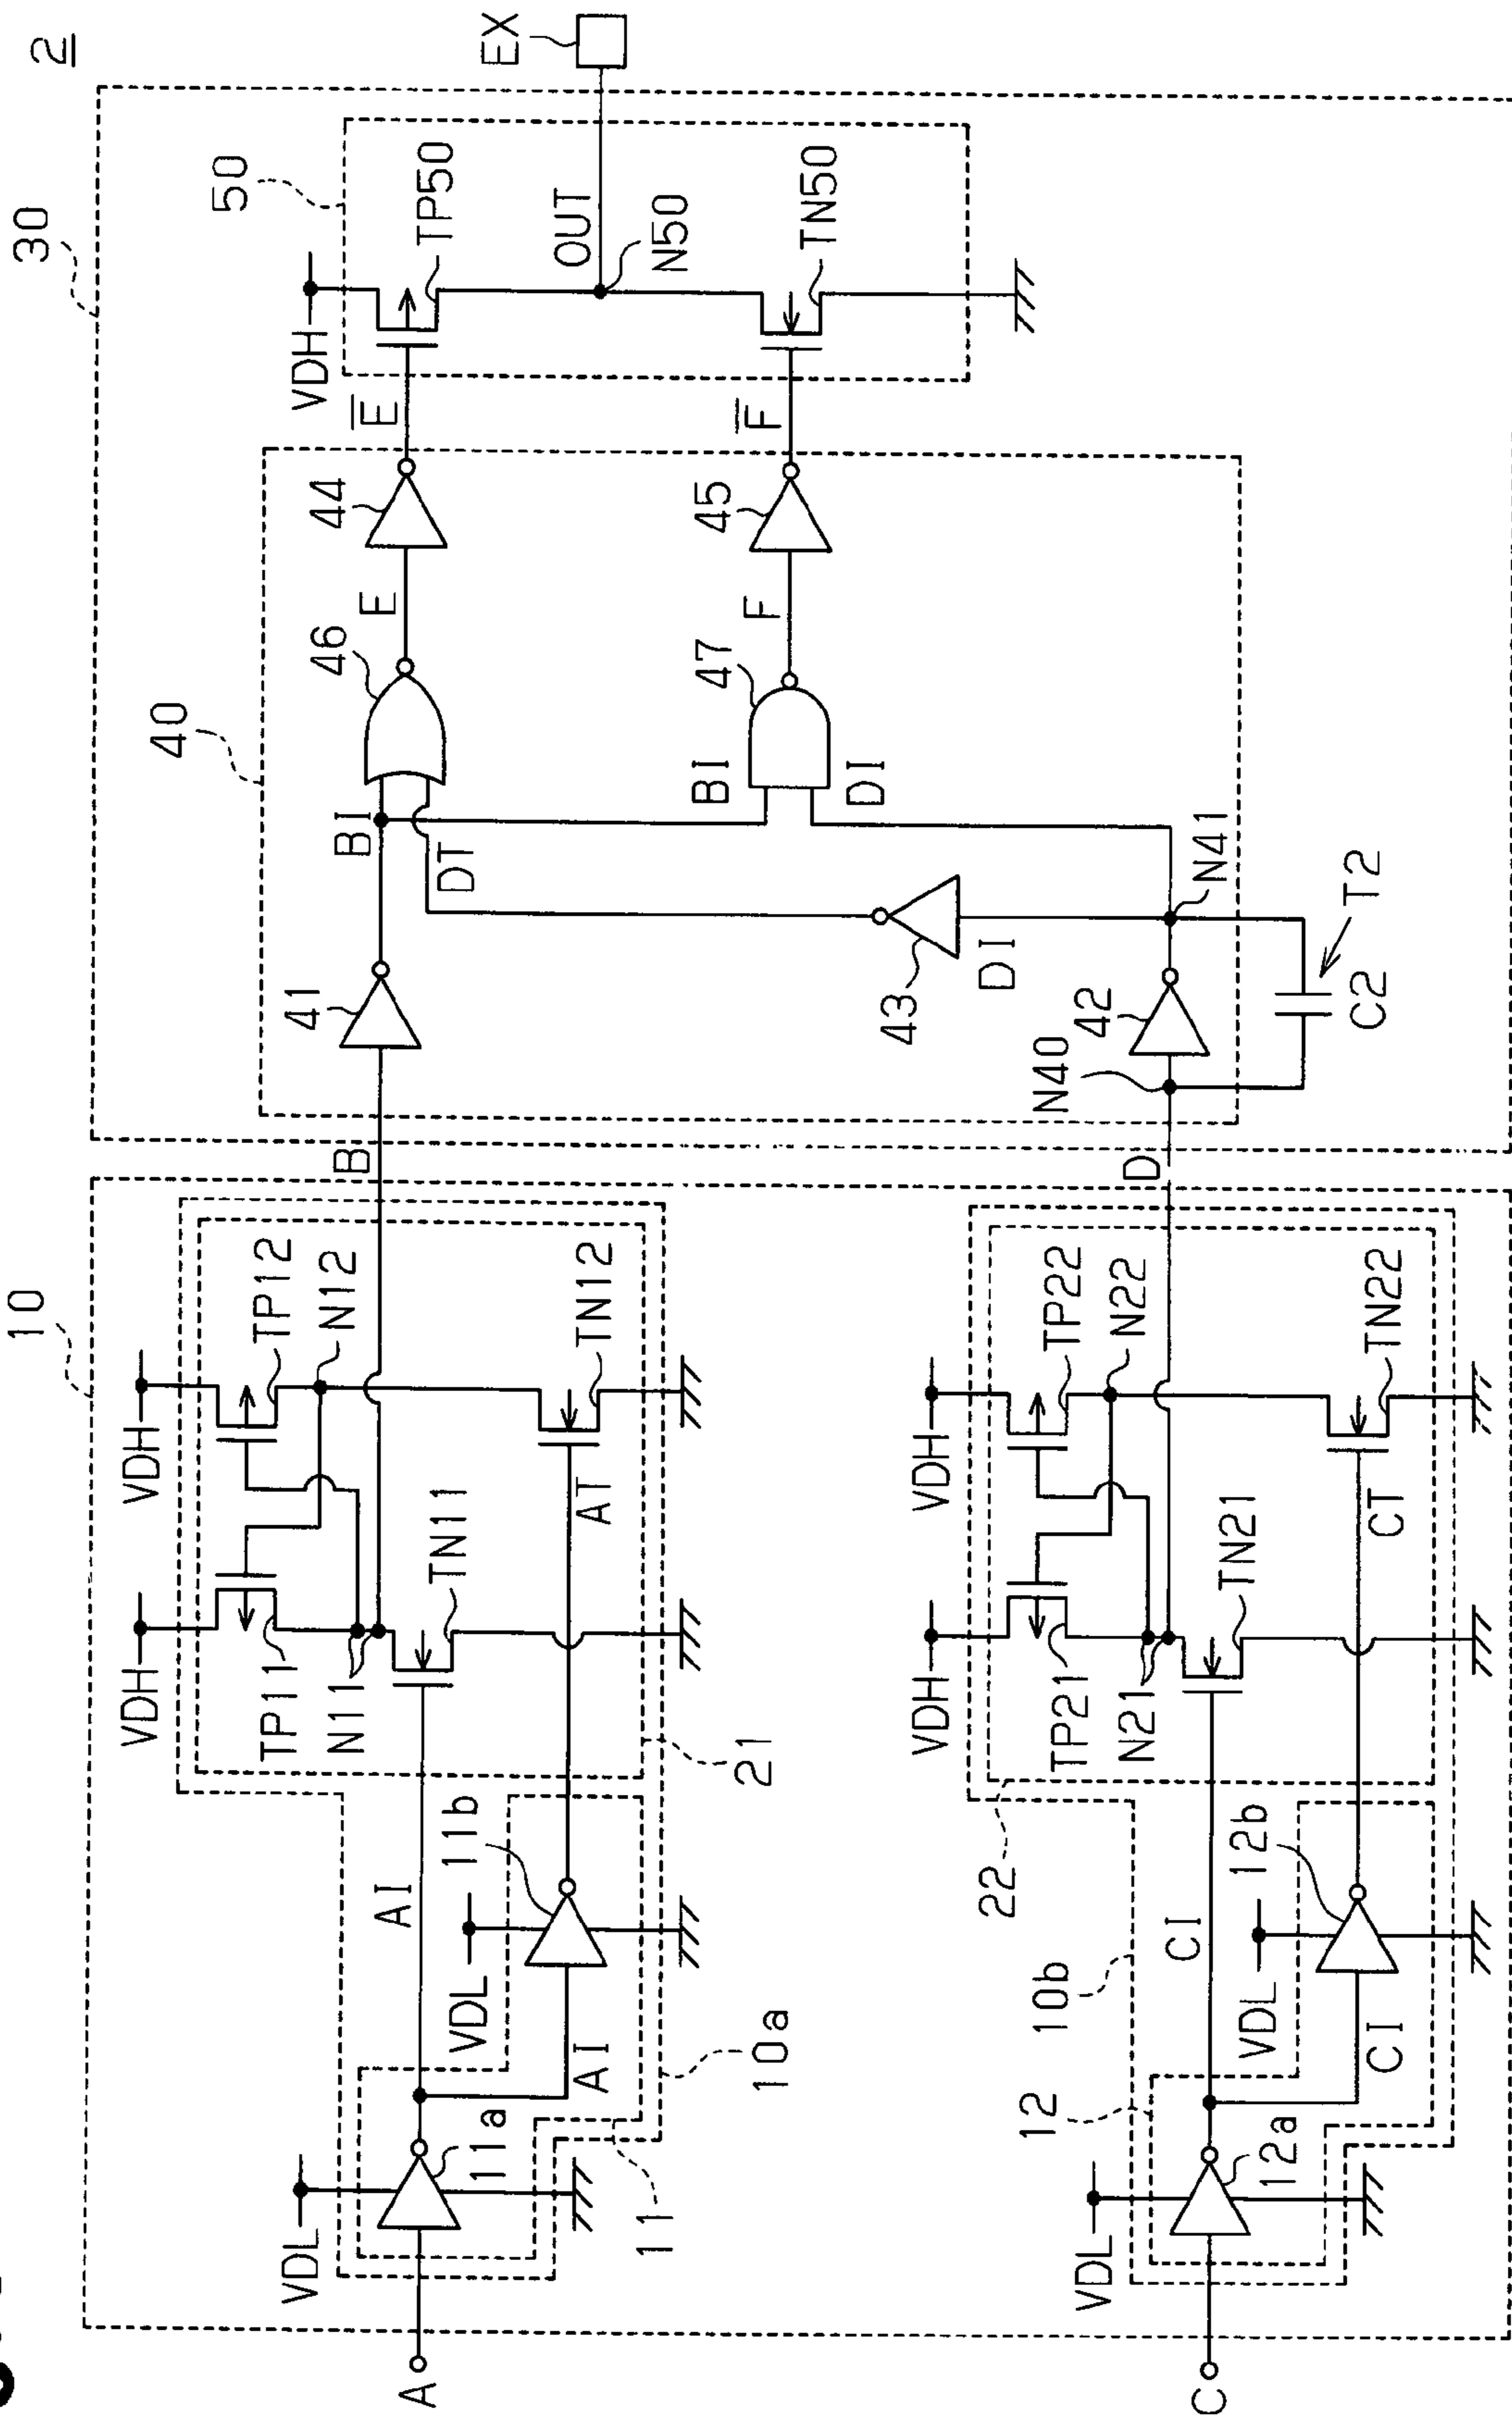 2
30
50
VDH
TP50
OUT
EX
N50
TN50
E
F
40
44
45
E
F
46
47
BI
DT
BI
DI
41
43
DI
42
N40
N41
T2
C2
B
D
10
VDH
VDH
TP11
TP12
N11
N12
TN11
TN12
AI
AT
21
VDL
11b
AI
VDL
11a
11
10a
A
VDH
VDH
TP21
TP22
N21
N22
TN21
TN22
CI
CT
22
10b
VDL
12b
CI
12
VDL
12a
C